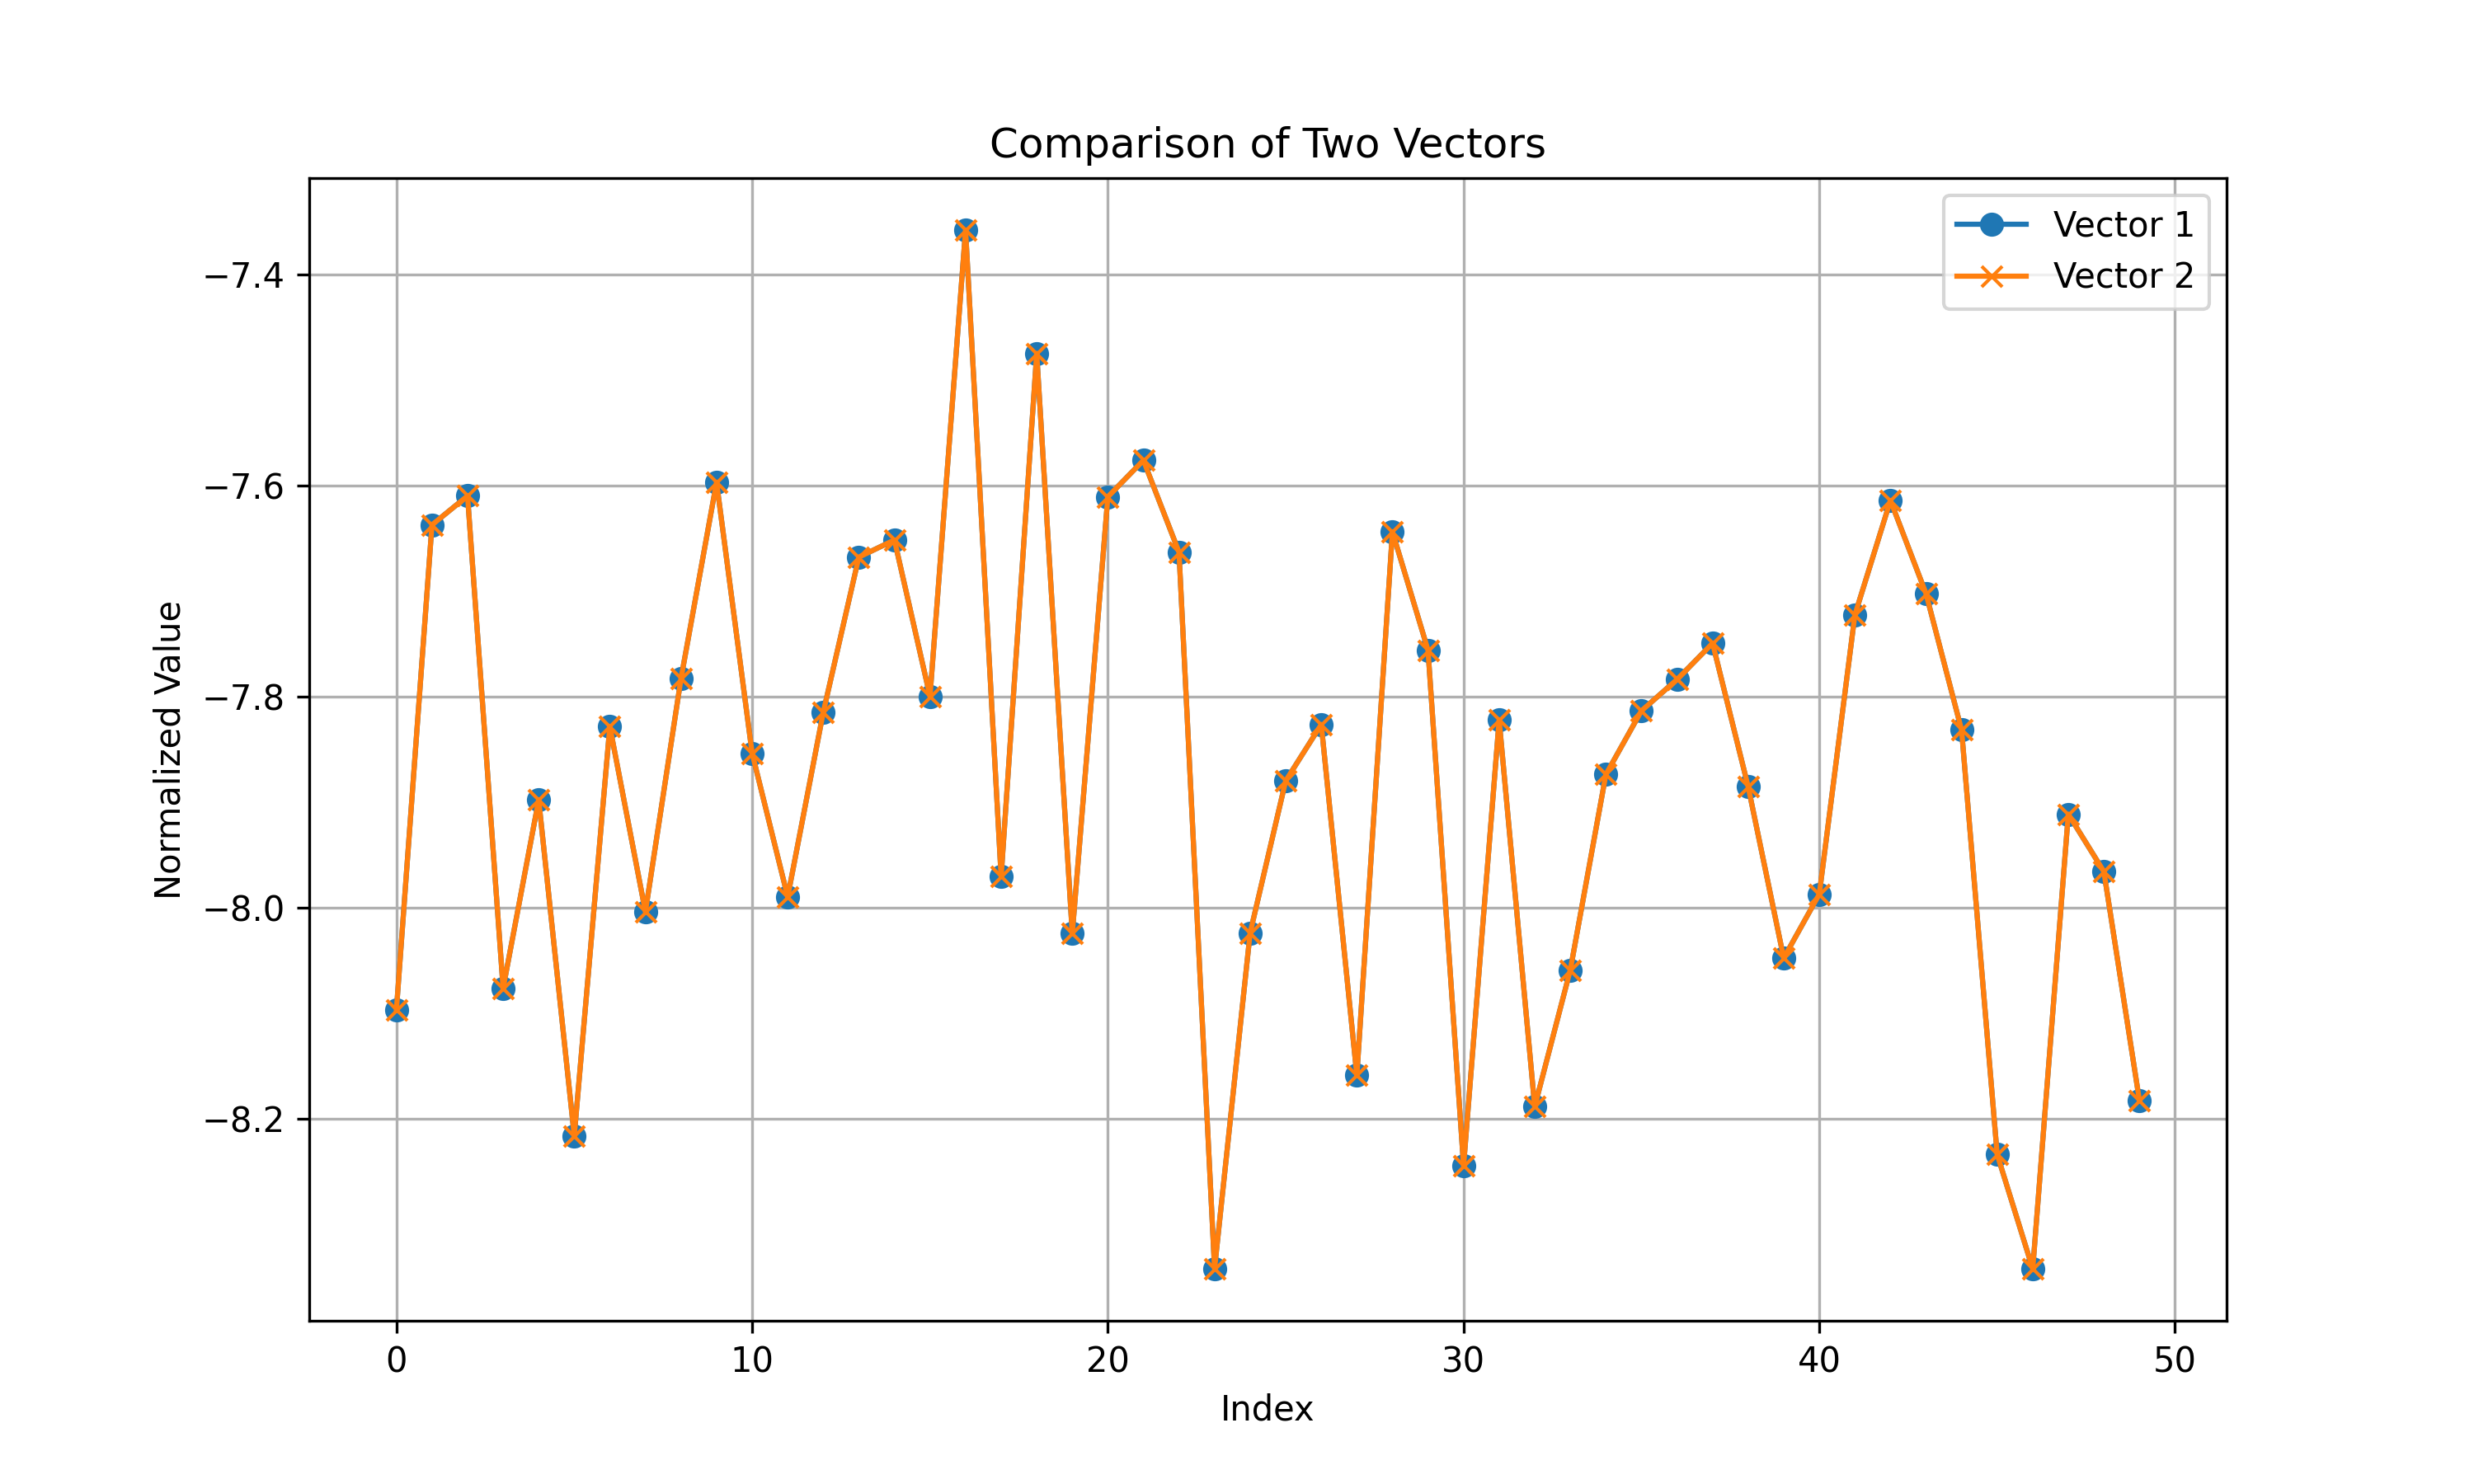 Comparison of Two Vectors
Vector 1
Vector 2
−7.4
−7.6
−7.8
−8.0
−8.2
Normalized Value
0 10 20 30 40 50
Index